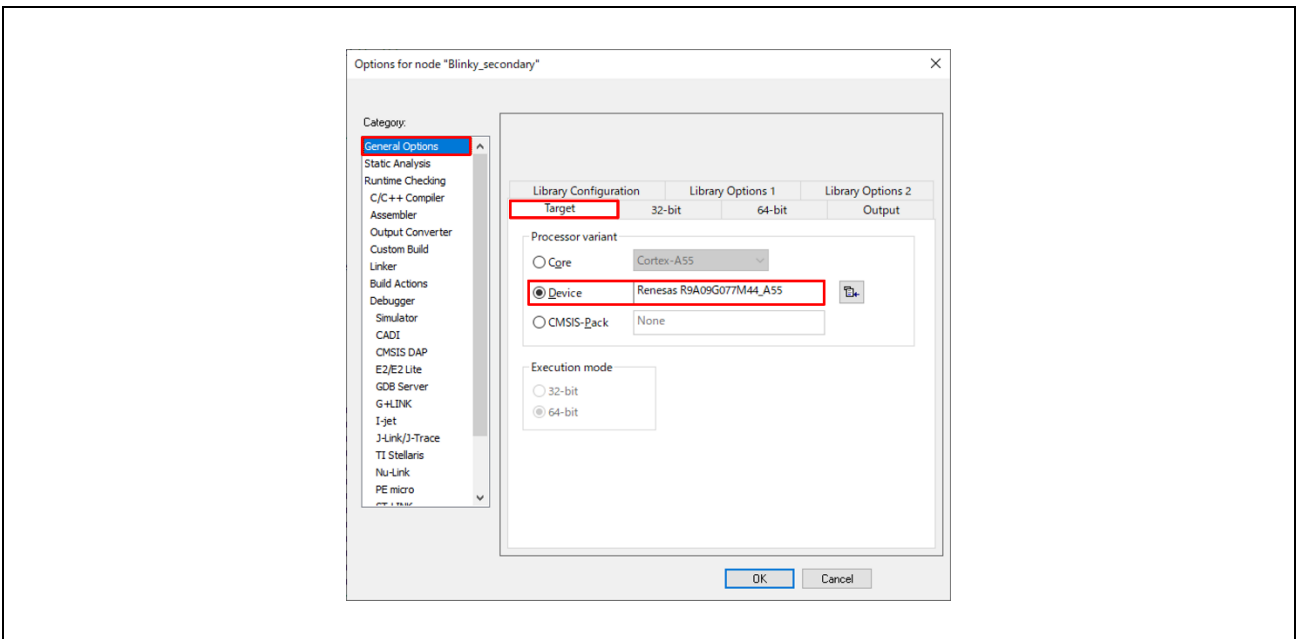 Options for node "Blinky_secondary"
Category:
General Options
Static Analysis
Runtime Checking
C/C++ Compiler
Assembler
Output Converter
Custom Build
Linker
Build Actions
Debugger
Simulator
CADI
CMSIS DAP
E2/E2 Lite
GDB Server
G+LINK
I-jet
J-Link/J-Trace
TI Stellaris
Nu-Link
PE micro
Library Configuration Library Options 1 Library Options 2
Target 32-bit 64-bit Output
Processor variant
Core Cortex-A55
Device Renesas R9A09G077M44_A55
CMSIS-Pack None
Execution mode
32-bit
64-bit
OK Cancel